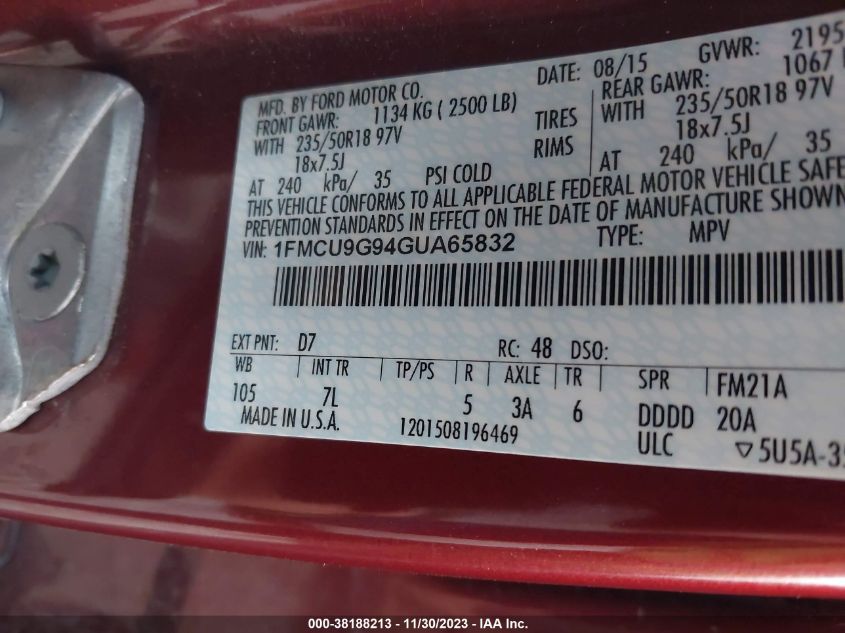 MFD. BY FORD MOTOR CO.
DATE: 08/15 GVWR: 2195
FRONT GAWR: 1134 KG ( 2500 LB)
REAR GAWR: 1067
WITH 235/50R18 97V TIRES
WITH 235/50R18 97V
18x7.5J RIMS
18x7.5J
AT 240 kPa/ 35 PSI COLD
AT 240 kPa/ 35
THIS VEHICLE CONFORMS TO ALL APPLICABLE FEDERAL MOTOR VEHICLE SAFE
PREVENTION STANDARDS IN EFFECT ON THE DATE OF MANUFACTURE SHOWN
VIN: 1FMCU9G94GUA65832 TYPE: MPV
EXT PNT: D7 RC: 48 DSO:
WB INT TR TP/PS R AXLE TR SPR FM21A
105 7L 5 3A 6 DDDD 20A
MADE IN U.S.A. 1201508196469 ULC ▽5U5A-35
000-38188213 - 11/30/2023 - IAA Inc.